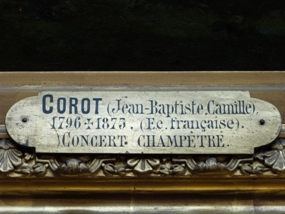 COROT (Jean-Baptiste.Camille).
1796+1875. (Ec. française).
CONCERT CHAMPÊTRE.